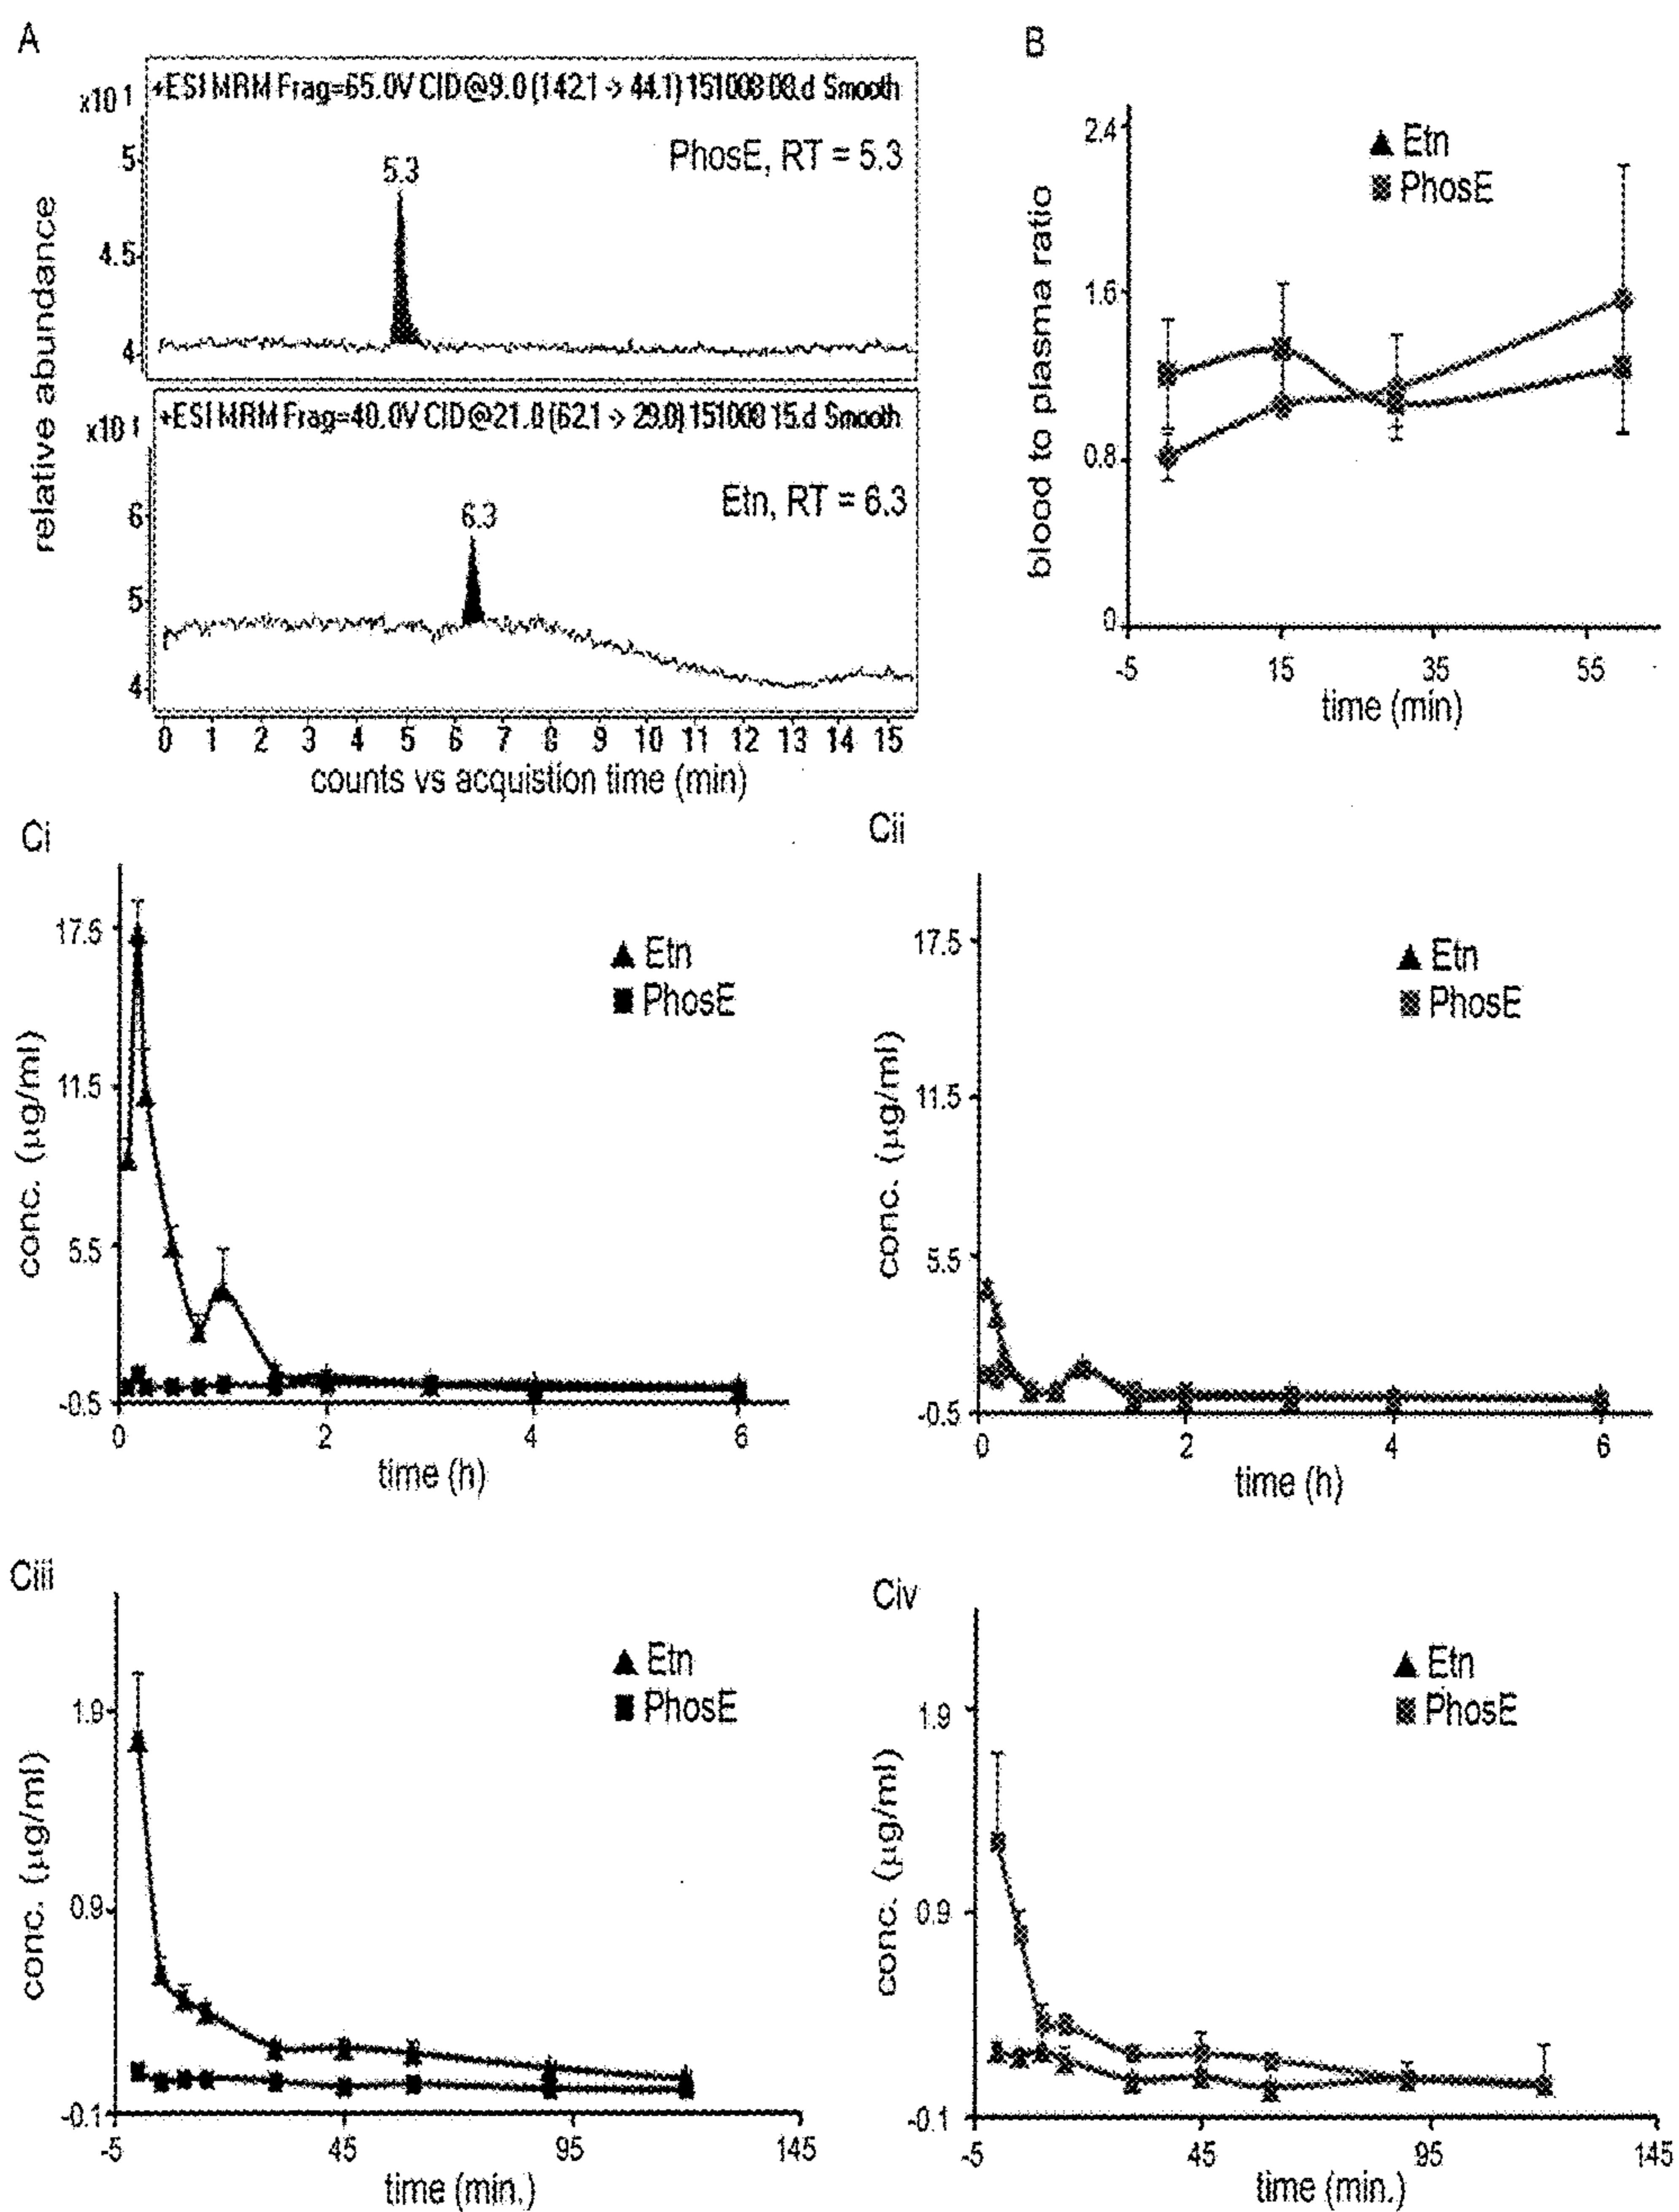 A
+ESI MRM Frag=65.0V CID@9.0 (142.1 -> 44.1) 151008 08.d Smooth
x10 1
PhosE, RT = 5.3
5.3
5
4.5
4
relative abundance
+ESI MRM Frag=40.0V CID@21.0 (62.1 -> 29.0) 151008 15.d Smooth
x10 1
Etn, RT = 6.3
6.3
6
5
4
0 1 2 3 4 5 6 7 8 9 10 11 12 13 14 15
counts vs acquistion time (min)
B
Etn
PhosE
2.4
1.6
0.8
0
blood to plasma ratio
-5 15 35 55
time (min)
Ci
Etn
PhosE
17.5
11.5
5.5
-0.5
conc. (µg/ml)
0 2 4 6
time (h)
Cii
Etn
PhosE
17.5
11.5
5.5
-0.5
conc. (µg/ml)
0 2 4 6
time (h)
Ciii
Etn
PhosE
1.9
0.9
-0.1
conc. (µg/ml)
-5 45 95 145
time (min.)
Civ
Etn
PhosE
1.9
0.9
-0.1
conc. (µg/ml)
-5 45 95 145
time (min.)